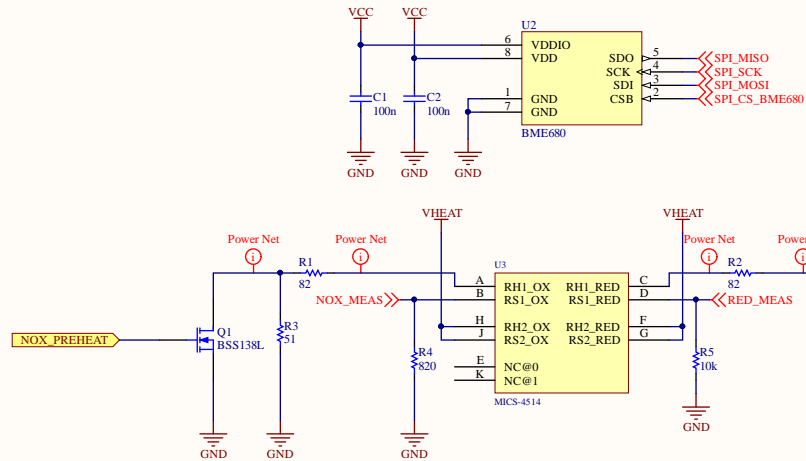 VCC VCC
U2
6 VDDIO
8 VDD
SDO 5 SPI_MISO
SCK 4 SPI_SCK
SDI 3 SPI_MOSI
CSB 2 SPI_CS_BME680
1 GND
7 GND
BME680
C1
100n
C2
100n
GND GND GND
VHEAT VHEAT
Power Net Power Net Power Net Power
i i i i
R1
82
R2
82
U3
A RH1_OX RH1_RED C
NOX_MEAS B RS1_OX RS1_RED D RED_MEAS
H RH2_OX RH2_RED F
J RS2_OX RS2_RED G
E NC@0
K NC@1
MICS-4514
NOX_PREHEAT
Q1
BSS138L
R3
51
R4
820
R5
10k
GND GND GND GND